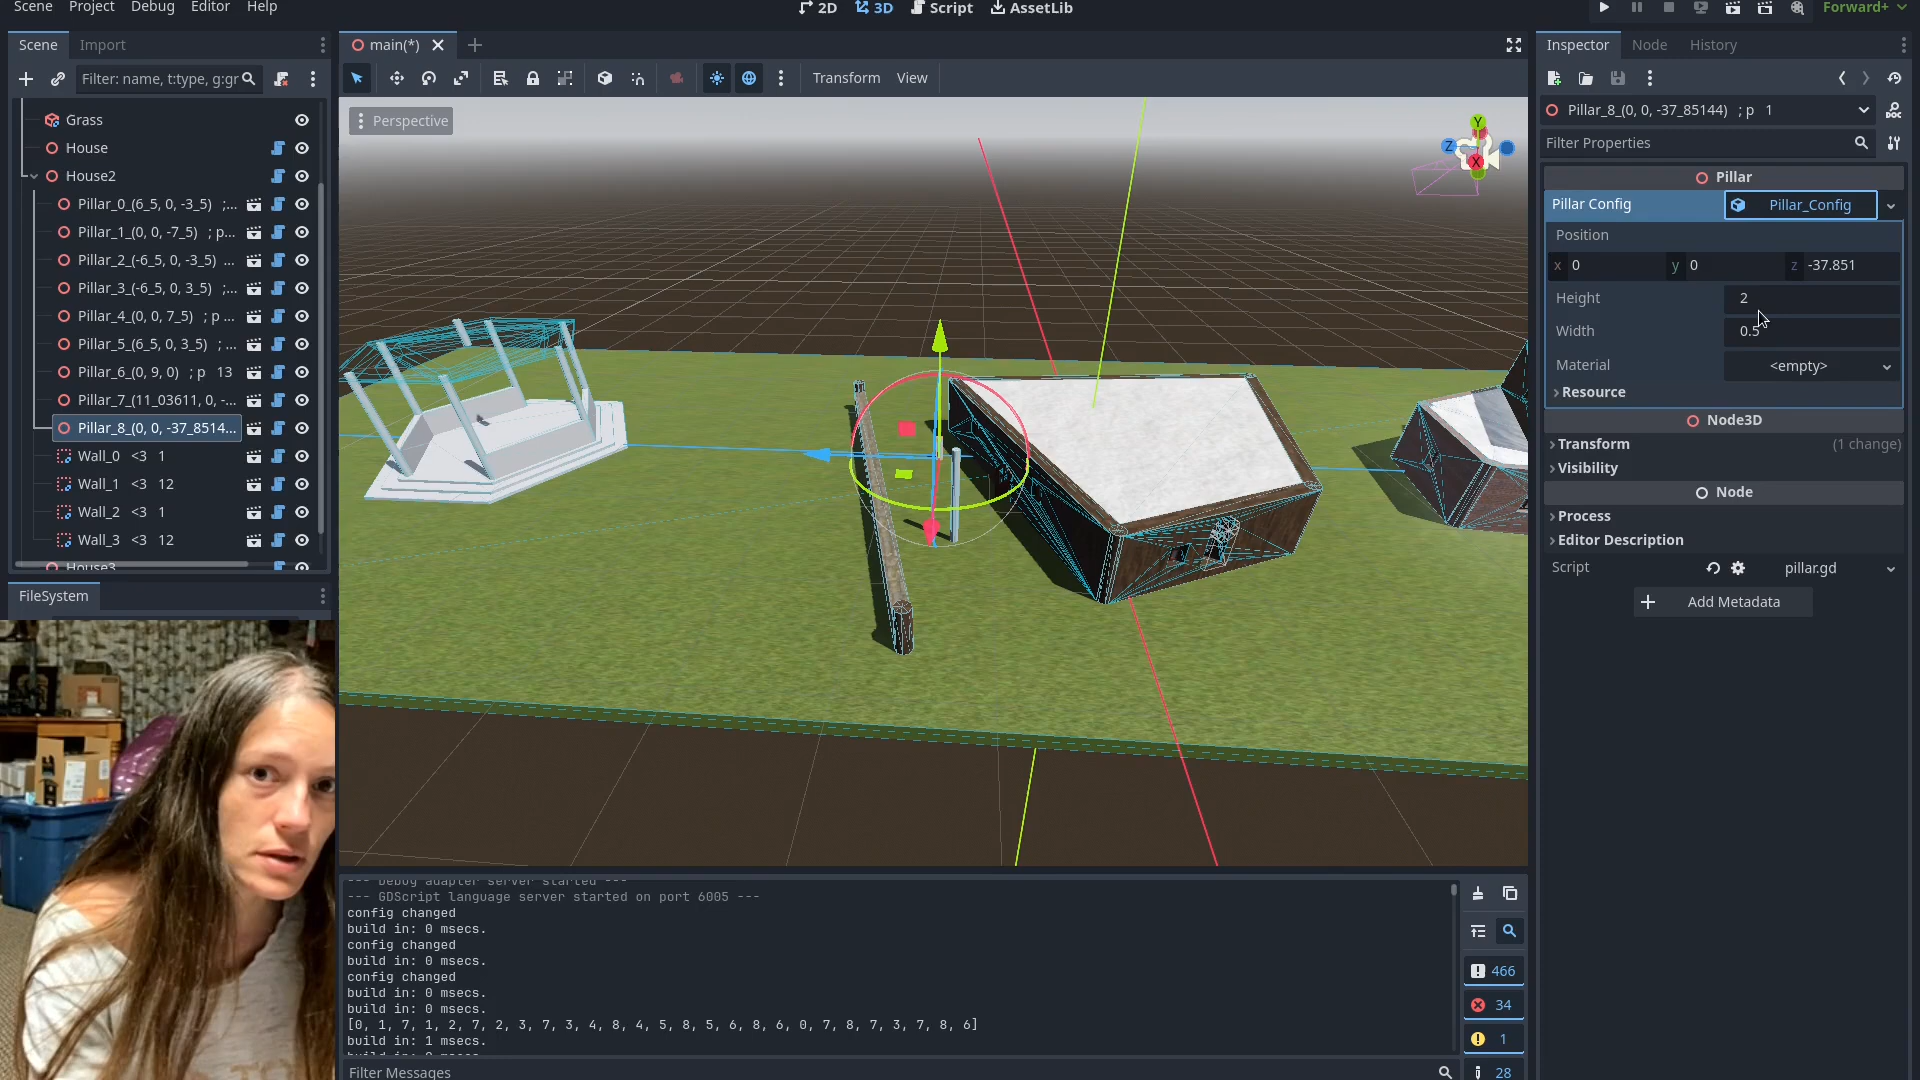 Scene Project Debug Editor Help
2D 3D Script AssetLib
Forward+
Scene Import
Filter: name, t:type, g:gr
Grass
House
House2
Pillar_0_(6_5, 0, -3_5) ;...
Pillar_1_(0, 0, -7_5) ; p...
Pillar_2_(-6_5, 0, -3_5) ...
Pillar_3_(-6_5, 0, 3_5) ;...
Pillar_4_(0, 0, 7_5) ; p ...
Pillar_5_(6_5, 0, 3_5) ; ...
Pillar_6_(0, 9, 0) ; p 13
Pillar_7_(11_03611, 0, -...
Pillar_8_(0, 0, -37_8514...
Wall_0 <3 1
Wall_1 <3 12
Wall_2 <3 1
Wall_3 <3 12
House3
FileSystem
main(*)
Transform View
Perspective
Y
Z
X
--- Debug adapter server started ---
--- GDScript language server started on port 6005 ---
config changed
build in: 0 msecs.
config changed
build in: 0 msecs.
config changed
build in: 0 msecs.
build in: 0 msecs.
[0, 1, 7, 1, 2, 7, 2, 3, 7, 3, 4, 8, 4, 5, 8, 5, 6, 8, 6, 0, 7, 8, 7, 3, 7, 8, 6]
build in: 1 msecs.
Filter Messages
466
34
1
28
Inspector Node History
Pillar_8_(0, 0, -37_85144) ; p 1
Filter Properties
Pillar
Pillar Config Pillar_Config
Position
x 0 y 0 z -37.851
Height 2
Width 0.5
Material <empty>
Resource
Node3D
Transform (1 change)
Visibility
Node
Process
Editor Description
Script pillar.gd
Add Metadata